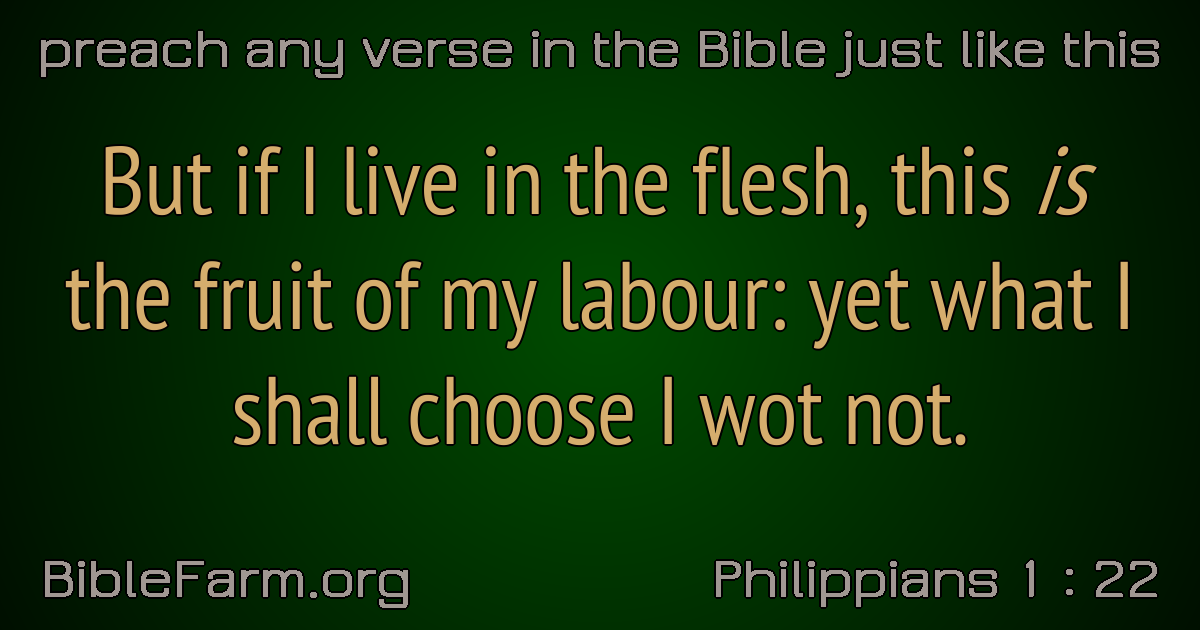 preach any verse in the Bible just like this
But if I live in the flesh, this is
the fruit of my labour: yet what I
shall choose I wot not.
BibleFarm.org
Philippians 1 : 22